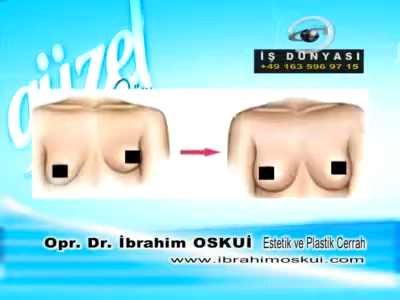 güzel
İŞ DÜNYASI
+49 163 596 97 15
Opr. Dr. İbrahim OSKUİ Estetik ve Plastik Cerrah
www.ibrahimoskui.com